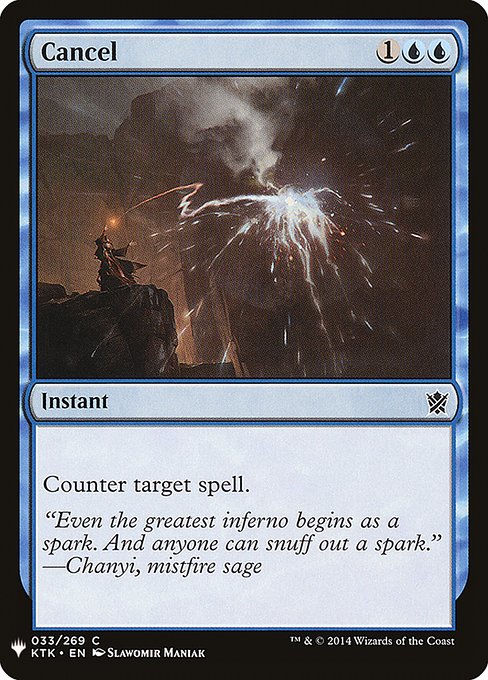 Cancel 1
Instant
Counter target spell.
“Even the greatest inferno begins as a
spark. And anyone can snuff out a spark.”
—Chanyi, mistfire sage
033/269 C
KTK • EN Slawomir Maniak
™ & © 2014 Wizards of the Coast